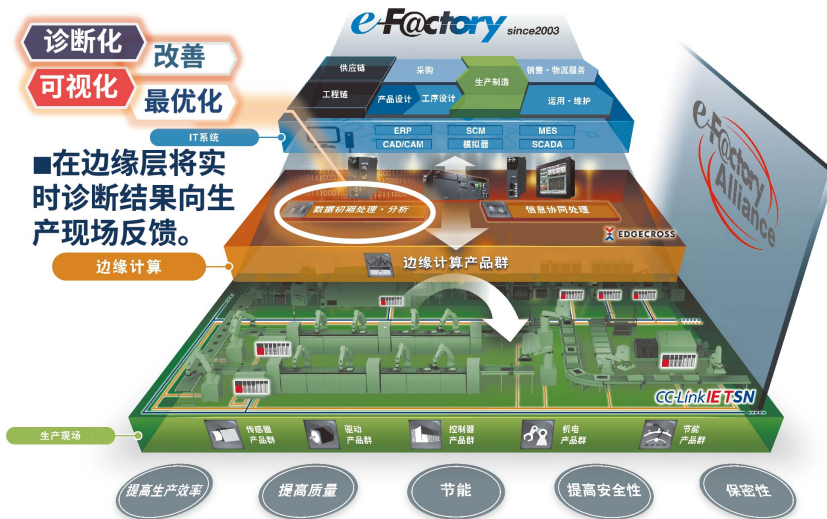 e-F@ctory since2003
诊断化
改善
可视化
最优化
供应链
采购
生产制造
销售·物流服务
工程链
产品设计
工序设计
运用·维护
IT系统
ERP
SCM
MES
CAD/CAM
模拟器
SCADA
■在边缘层将实
时诊断结果向生
产现场反馈。
数据初期处理·分析
信息协同处理
EDGECROSS
边缘计算
边缘计算产品群
e-F@ctory
Alliance
CC-Link IE TSN
生产现场
传感器
产品群
驱动
产品群
控制器
产品群
机电
产品群
节能
产品群
提高生产效率
提高质量
节能
提高安全性
保密性